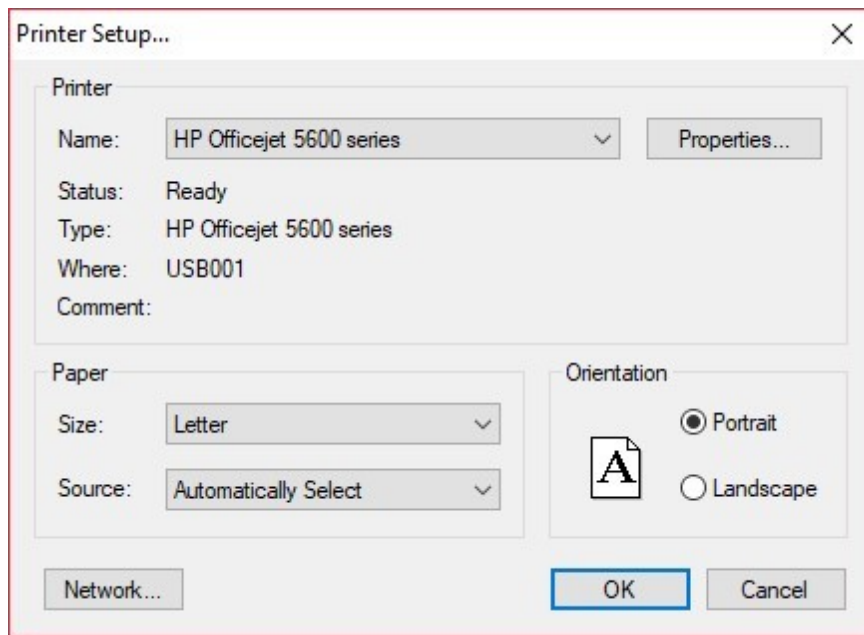 Printer Setup...
Printer
Name: HP Officejet 5600 series Properties...
Status: Ready
Type: HP Officejet 5600 series
Where: USB001
Comment:
Paper
Size: Letter
Source: Automatically Select
Orientation
A
Portrait
Landscape
Network... OK Cancel